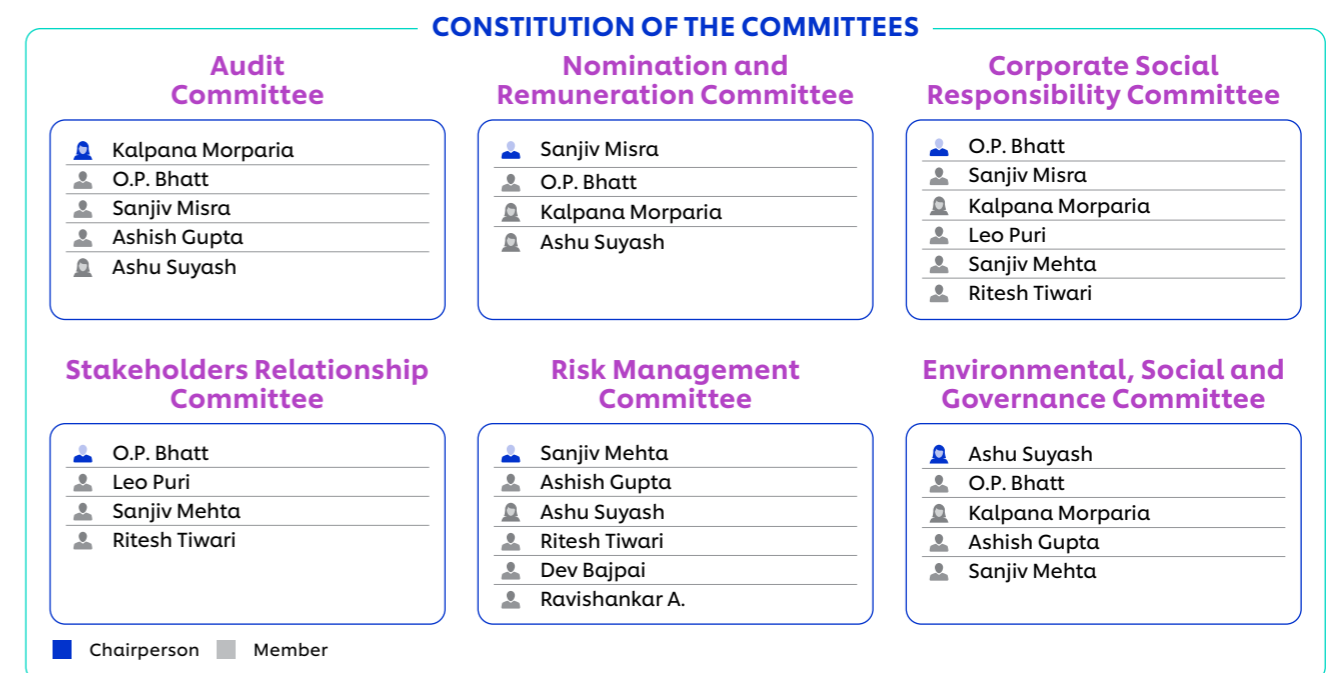 CONSTITUTION OF THE COMMITTEES
Audit
Committee
Kalpana Morparia
O.P. Bhatt
Sanjiv Misra
Ashish Gupta
Ashu Suyash
Nomination and
Remuneration Committee
Sanjiv Misra
O.P. Bhatt
Kalpana Morparia
Ashu Suyash
Corporate Social
Responsibility Committee
O.P. Bhatt
Sanjiv Misra
Kalpana Morparia
Leo Puri
Sanjiv Mehta
Ritesh Tiwari
Stakeholders Relationship
Committee
O.P. Bhatt
Leo Puri
Sanjiv Mehta
Ritesh Tiwari
Risk Management
Committee
Sanjiv Mehta
Ashish Gupta
Ashu Suyash
Ritesh Tiwari
Dev Bajpai
Ravishankar A.
Environmental, Social and
Governance Committee
Ashu Suyash
O.P. Bhatt
Kalpana Morparia
Ashish Gupta
Sanjiv Mehta
Chairperson Member